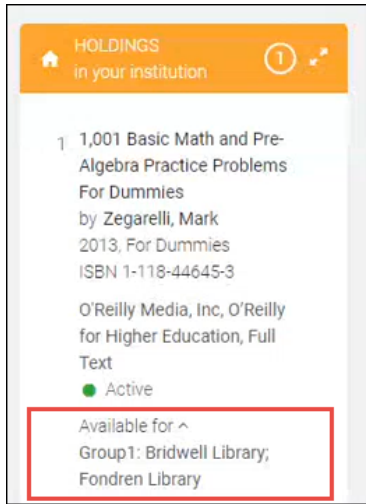 HOLDINGS
in your institution
1
1 1,001 Basic Math and Pre-
Algebra Practice Problems
For Dummies
by Zegarelli, Mark
2013, For Dummies
ISBN 1-118-44645-3
O'Reilly Media, Inc, O'Reilly
for Higher Education, Full
Text
Active
Available for ^
Group1: Bridwell Library;
Fondren Library